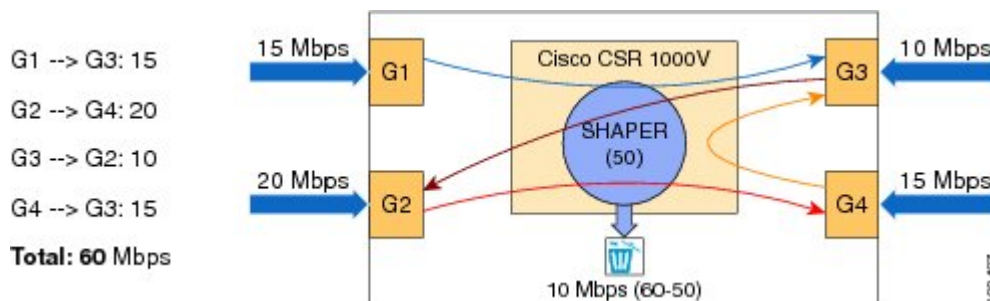 G1 --> G3: 15
G2 --> G4: 20
G3 --> G2: 10
G4 --> G3: 15
Total: 60 Mbps
15 Mbps
G1
20 Mbps
G2
Cisco CSR 1000V
SHAPER
(50)
10 Mbps (60-50)
10 Mbps
G3
15 Mbps
G4